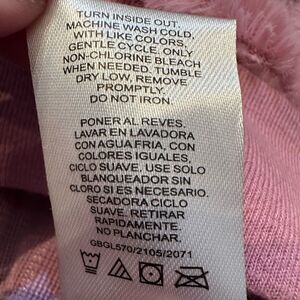 TURN INSIDE OUT.
MACHINE WASH COLD,
WITH LIKE COLORS,
GENTLE CYCLE. ONLY
NON-CHLORINE BLEACH
WHEN NEEDED. TUMBLE
DRY LOW, REMOVE
PROMPTLY.
DO NOT IRON.
PONER AL REVES.
LAVAR EN LAVADORA
CON AGUA FRIA, CON
COLORES IGUALES,
CICLO SUAVE. USE SOLO
BLANQUEADOR SIN
CLORO SI ES NECESARIO.
SECADORA CICLO
SUAVE. RETIRAR
RAPIDAMENTE.
NO PLANCHAR.
GBGL570/2105/2071